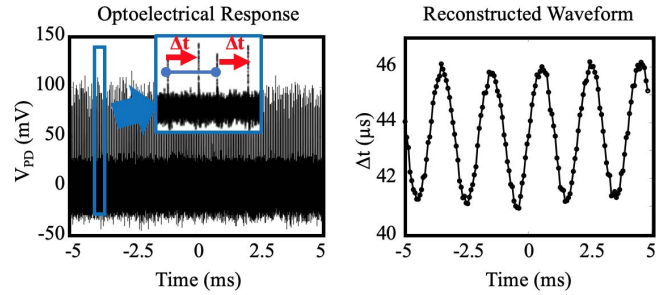 Optoelectrical Response
150
100
50
0
-50
V_PD (mV)
Δt Δt
-5 -2.5 0 2.5 5
Time (ms)
Reconstructed Waveform
46
44
42
40
Δt (μs)
-5 -2.5 0 2.5 5
Time (ms)